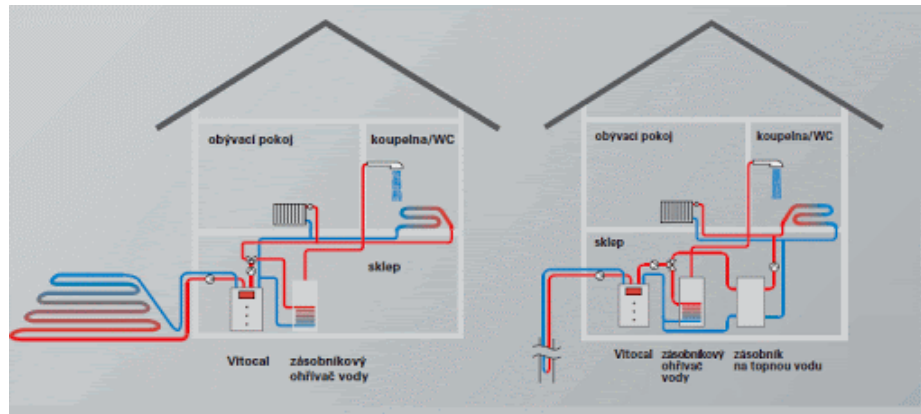 obývací pokoj
koupelna/WC
sklep
Vitocal
zásobníkový
ohřívač vody
obývací pokoj
koupelna/WC
sklep
Vitocal
zásobníkový
ohřívač
vody
zásobník
na topnou vodu